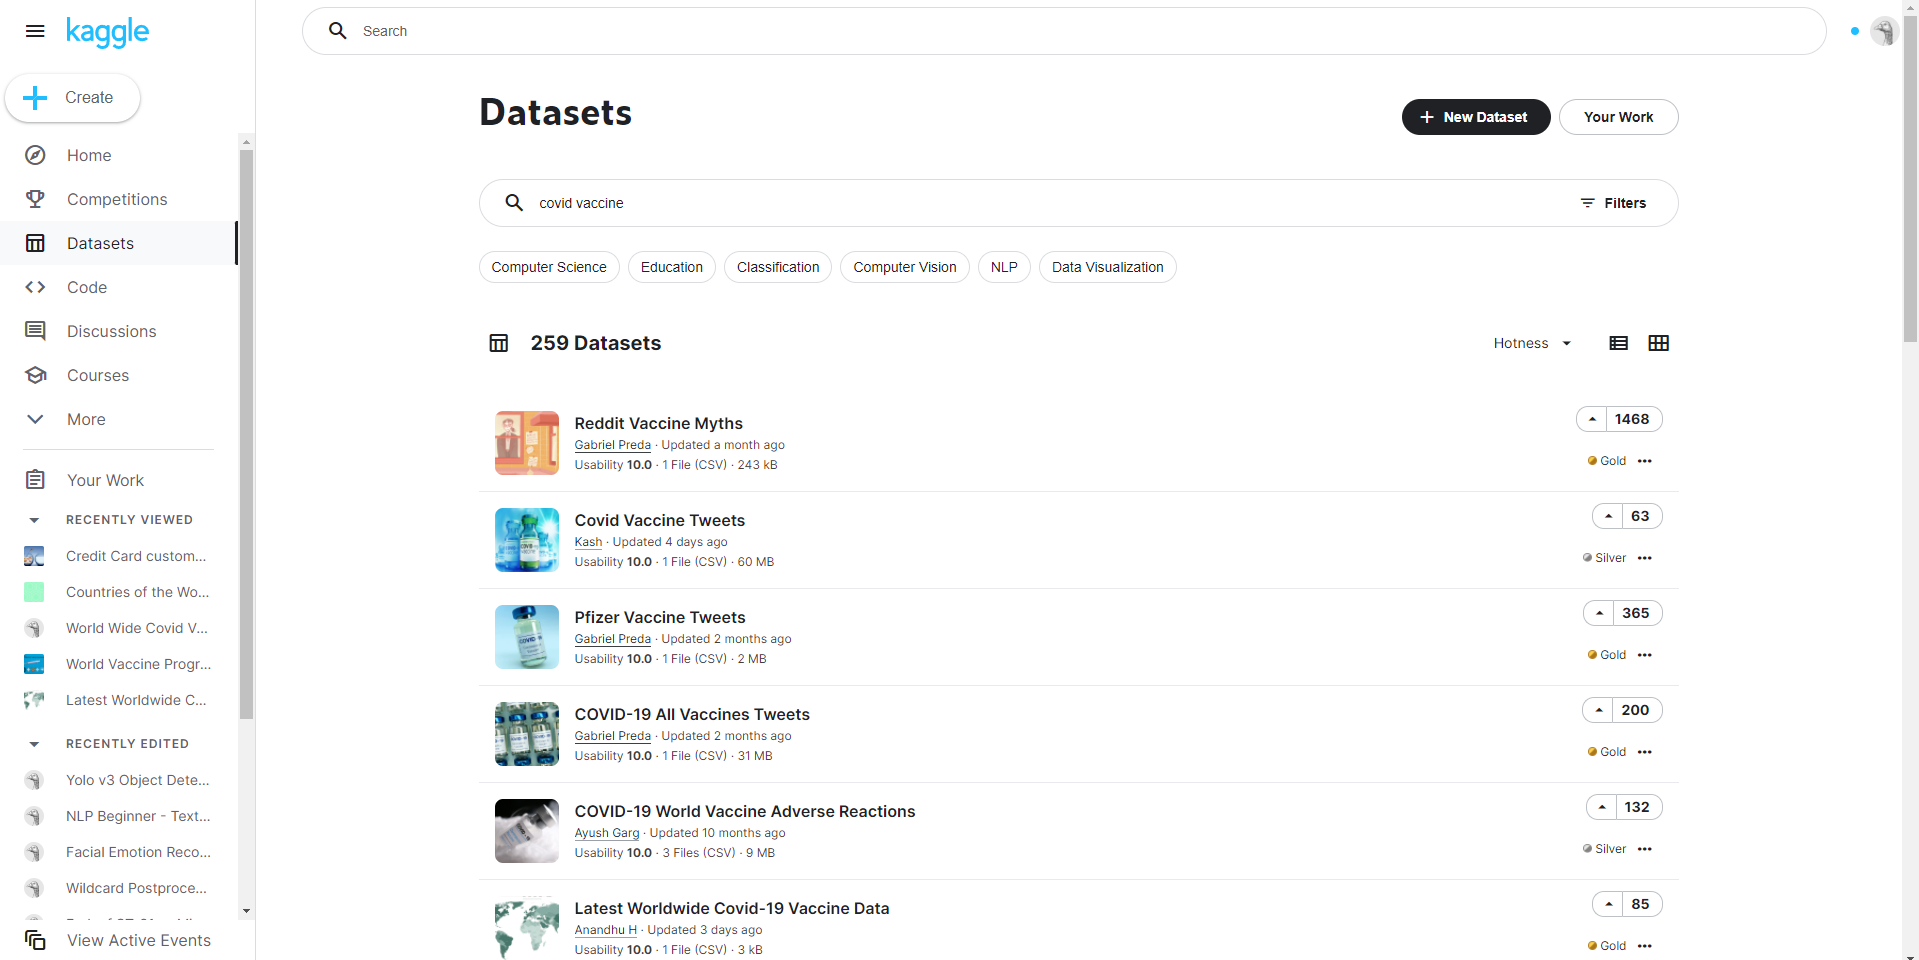 kaggle
Create
Home
Competitions
Datasets
Code
Discussions
Courses
More
Your Work
RECENTLY VIEWED
Credit Card custom...
Countries of the Wo...
World Wide Covid V...
World Vaccine Progr...
Latest Worldwide C...
RECENTLY EDITED
Yolo v3 Object Dete...
NLP Beginner - Text...
Facial Emotion Reco...
Wildcard Postproce...
View Active Events
Search
Datasets
New Dataset
Your Work
covid vaccine
Filters
Computer Science Education Classification Computer Vision NLP Data Visualization
259 Datasets
Hotness
Reddit Vaccine Myths
Gabriel Preda · Updated a month ago
Usability 10.0 · 1 File (CSV) · 243 kB
1468
Gold
Covid Vaccine Tweets
Kash · Updated 4 days ago
Usability 10.0 · 1 File (CSV) · 60 MB
63
Silver
Pfizer Vaccine Tweets
Gabriel Preda · Updated 2 months ago
Usability 10.0 · 1 File (CSV) · 2 MB
365
Gold
COVID-19 All Vaccines Tweets
Gabriel Preda · Updated 2 months ago
Usability 10.0 · 1 File (CSV) · 31 MB
200
Gold
COVID-19 World Vaccine Adverse Reactions
Ayush Garg · Updated 10 months ago
Usability 10.0 · 3 Files (CSV) · 9 MB
132
Silver
Latest Worldwide Covid-19 Vaccine Data
Anandhu H · Updated 3 days ago
Usability 10.0 · 1 File (CSV) · 3 kB
85
Gold